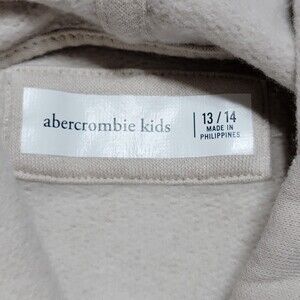 abercrombie kids
13 / 14
MADE IN
PHILIPPINES